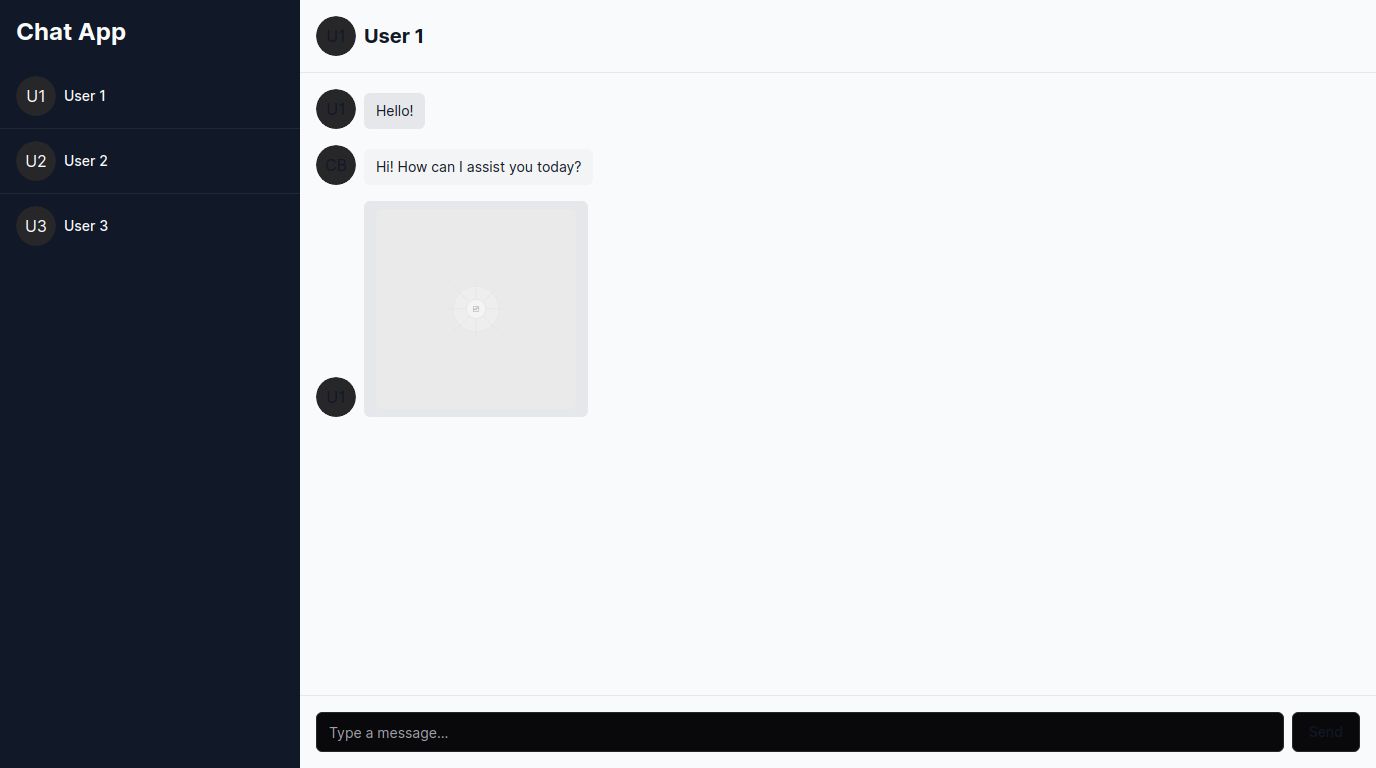 Chat App
U1 User 1
U2 User 2
U3 User 3
U1 User 1
U1 Hello!
CB Hi! How can I assist you today?
U1
Type a message...
Send